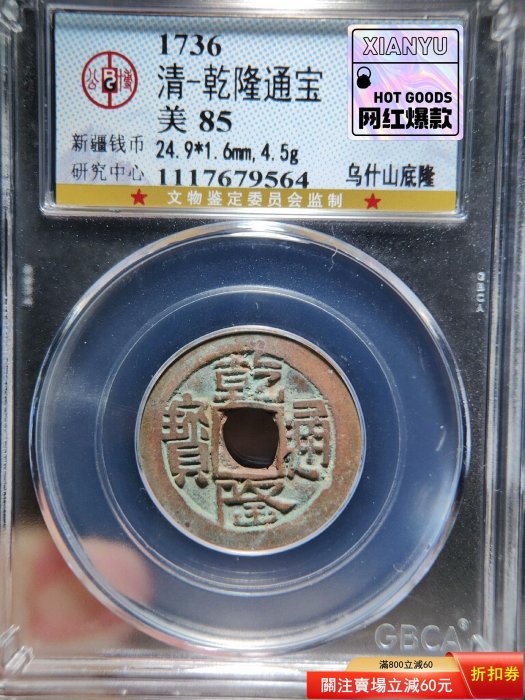 1736
清-乾隆通宝
美 85
24.9*1.6mm, 4.5g
1117679564
新疆钱币
研究中心
公博
乌什山底隆
文物鉴定委员会监制
XIANYU
HOT GOODS
网红爆款
GBCA
乾隆通寳
GBCA®
滿800立減60
關注賣場立減60元
折扣券